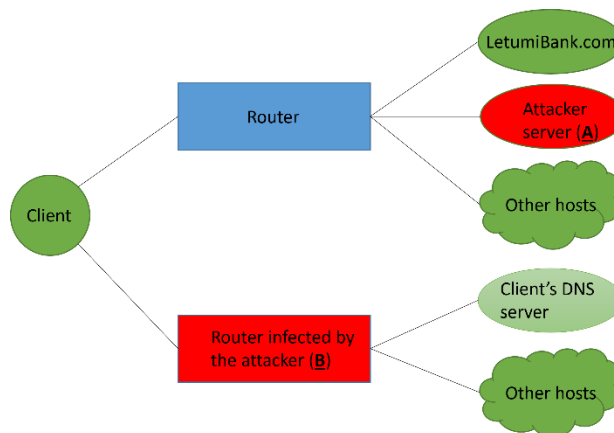 LetumiBank.com
Router
Attacker
server (A)
Client
Other hosts
Client's DNS
server
Router infected by
the attacker (B)
Other hosts